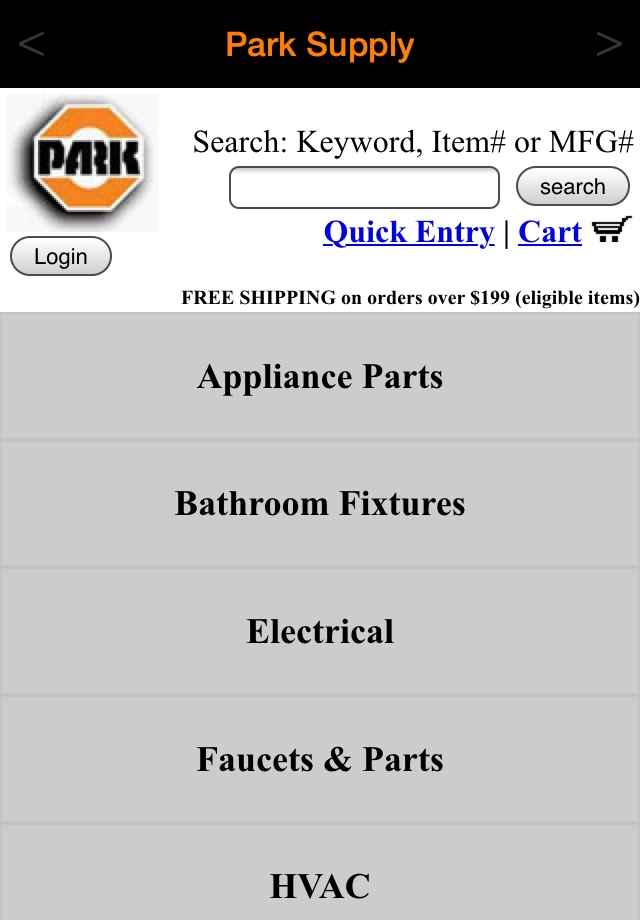 < Park Supply >
PARK
Search: Keyword, Item# or MFG#
search
Quick Entry | Cart
Login
FREE SHIPPING on orders over $199 (eligible items)
Appliance Parts
Bathroom Fixtures
Electrical
Faucets & Parts
HVAC